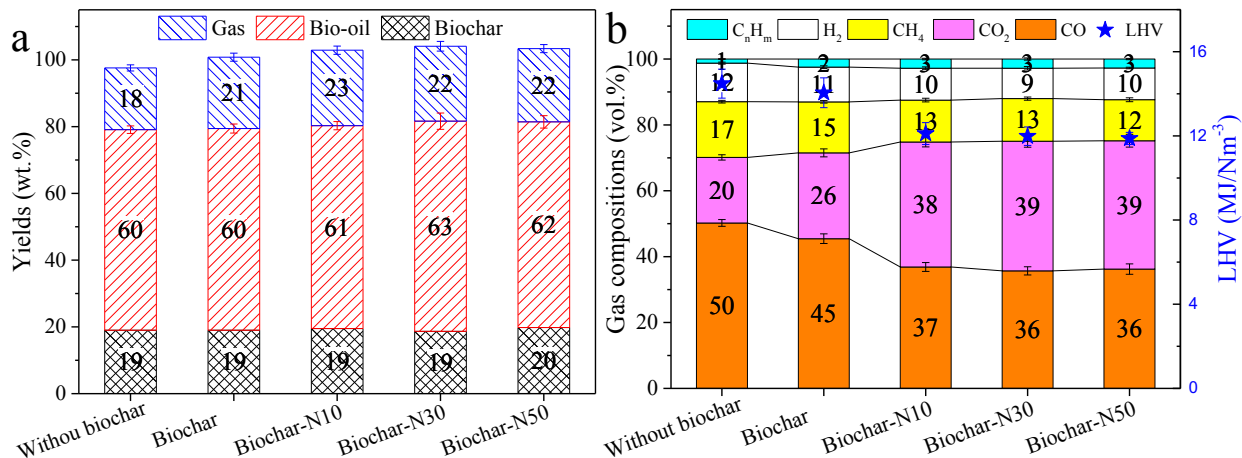 a
Gas Bio-oil Biochar
Yields (wt.%)
100
80
60
40
20
0
18 21 23 22 22
60 60 61 63 62
19 19 19 19 20
Withou biochar
Biochar
Biochar-N10
Biochar-N30
Biochar-N50
b
CnHm H2 CH4 CO2 CO LHV
Gas compositions (vol.%)
100
80
60
40
20
0
1 2 3 3 3
12 11 10 9 10
17 15 13 13 12
20 26 38 39 39
50 45 37 36 36
16
12
8
4
0
LHV (MJ/Nm-3)
Without biochar
Biochar
Biochar-N10
Biochar-N30
Biochar-N50